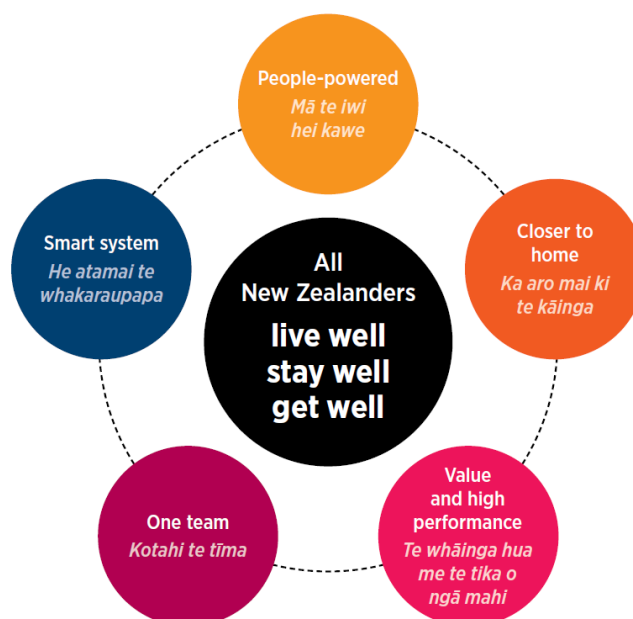 People-powered
Mā te iwi
hei kawe
Closer to
home
Ka aro mai ki
te kāinga
Value
and high
performance
Te whāinga hua
me te tika o
ngā mahi
One team
Kotahi te tīma
Smart system
He atamai te
whakaraupapa
All
New Zealanders
live well
stay well
get well